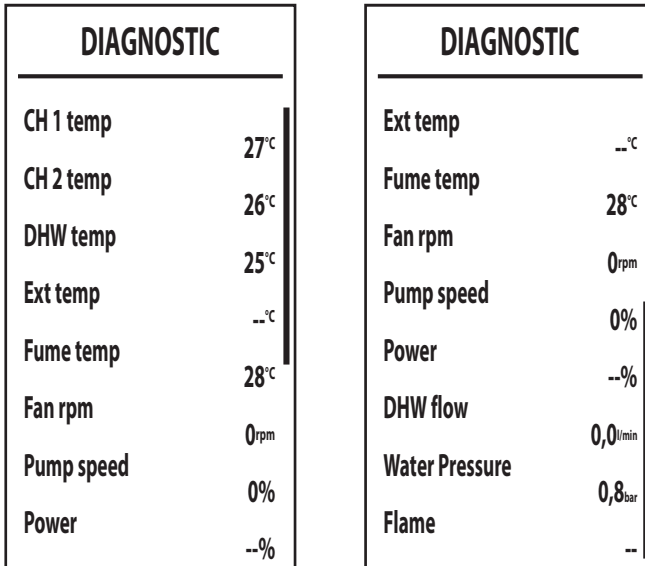 DIAGNOSTIC
CH 1 temp
27°C
CH 2 temp
26°C
DHW temp
25°C
Ext temp
--°C
Fume temp
28°C
Fan rpm
0rpm
Pump speed
0%
Power
--%
DIAGNOSTIC
Ext temp
--°C
Fume temp
28°C
Fan rpm
0rpm
Pump speed
0%
Power
--%
DHW flow
0,0l/min
Water Pressure
0,8bar
Flame
--